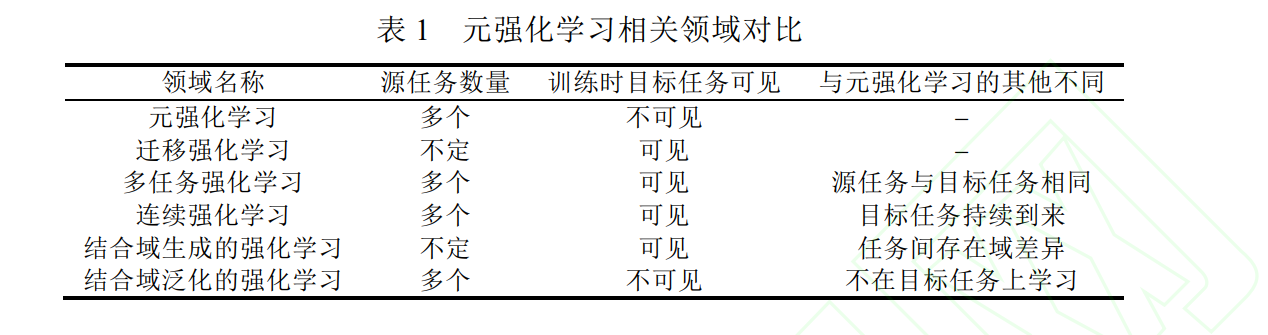 表 1 元强化学习相关领域对比
领域名称 源任务数量 训练时目标任务可见 与元强化学习的其他不同
元强化学习 多个 不可见 –
迁移强化学习 不定 可见 –
多任务强化学习 多个 可见 源任务与目标任务相同
连续强化学习 多个 可见 目标任务持续到来
结合域生成的强化学习 不定 可见 任务间存在域差异
结合域泛化的强化学习 多个 不可见 不在目标任务上学习